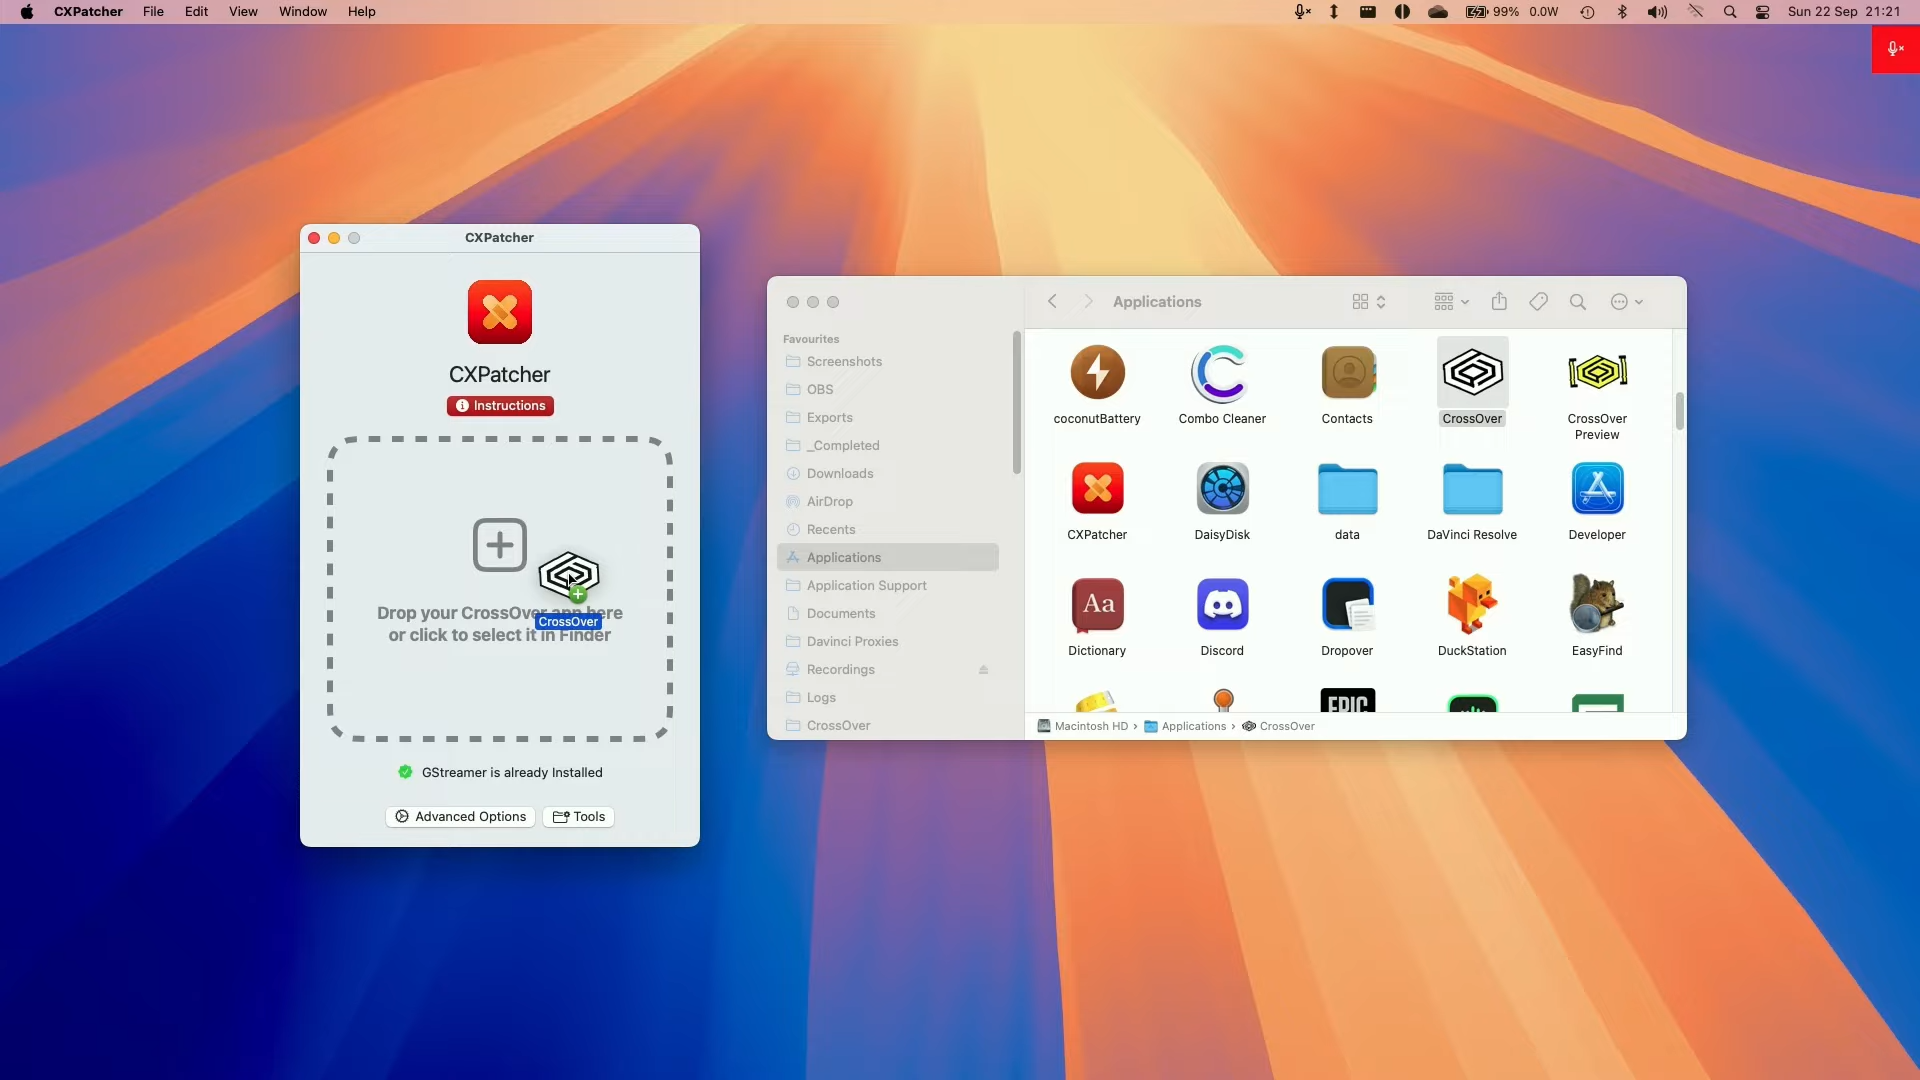 CXPatcher File Edit View Window Help 99% 0.0W Sun 22 Sep 21:21
CXPatcher
CXPatcher
Instructions
Drop your CrossOver app here
CrossOver
or click to select it in Finder
GStreamer is already Installed
Advanced Options Tools
Applications
Favourites
Screenshots
OBS
Exports
_Completed
Downloads
AirDrop
Recents
Applications
Application Support
Documents
Davinci Proxies
Recordings
Logs
CrossOver
coconutBattery Combo Cleaner Contacts CrossOver CrossOver
Preview
CXPatcher DaisyDisk data DaVinci Resolve Developer
Aa
Dictionary Discord Dropover DuckStation EasyFind
EPIC
Macintosh HD › Applications › CrossOver